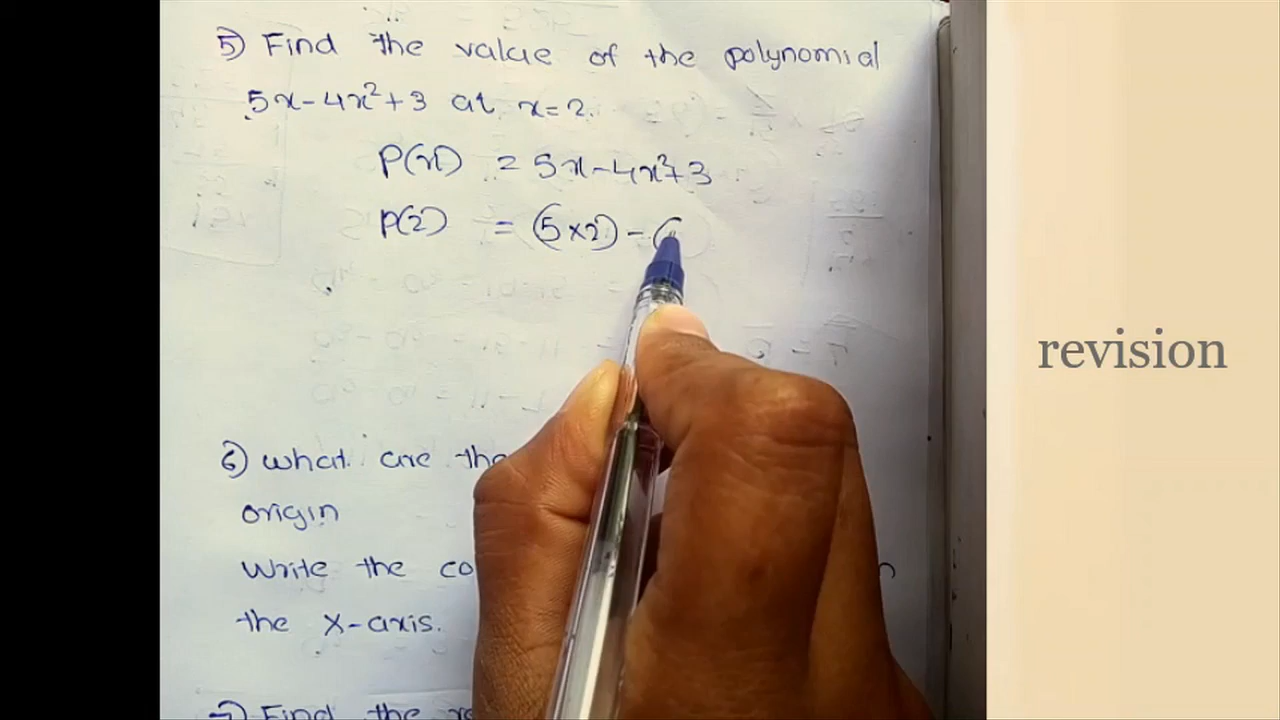 5) Find the value of the polynomial
5x-4x²+3 at x=2.
P(x) = 5x-4x²+3
P(2) = (5×2) - (
6) what are the
origin
Write the co
the x-axis.
7) Find the
revision